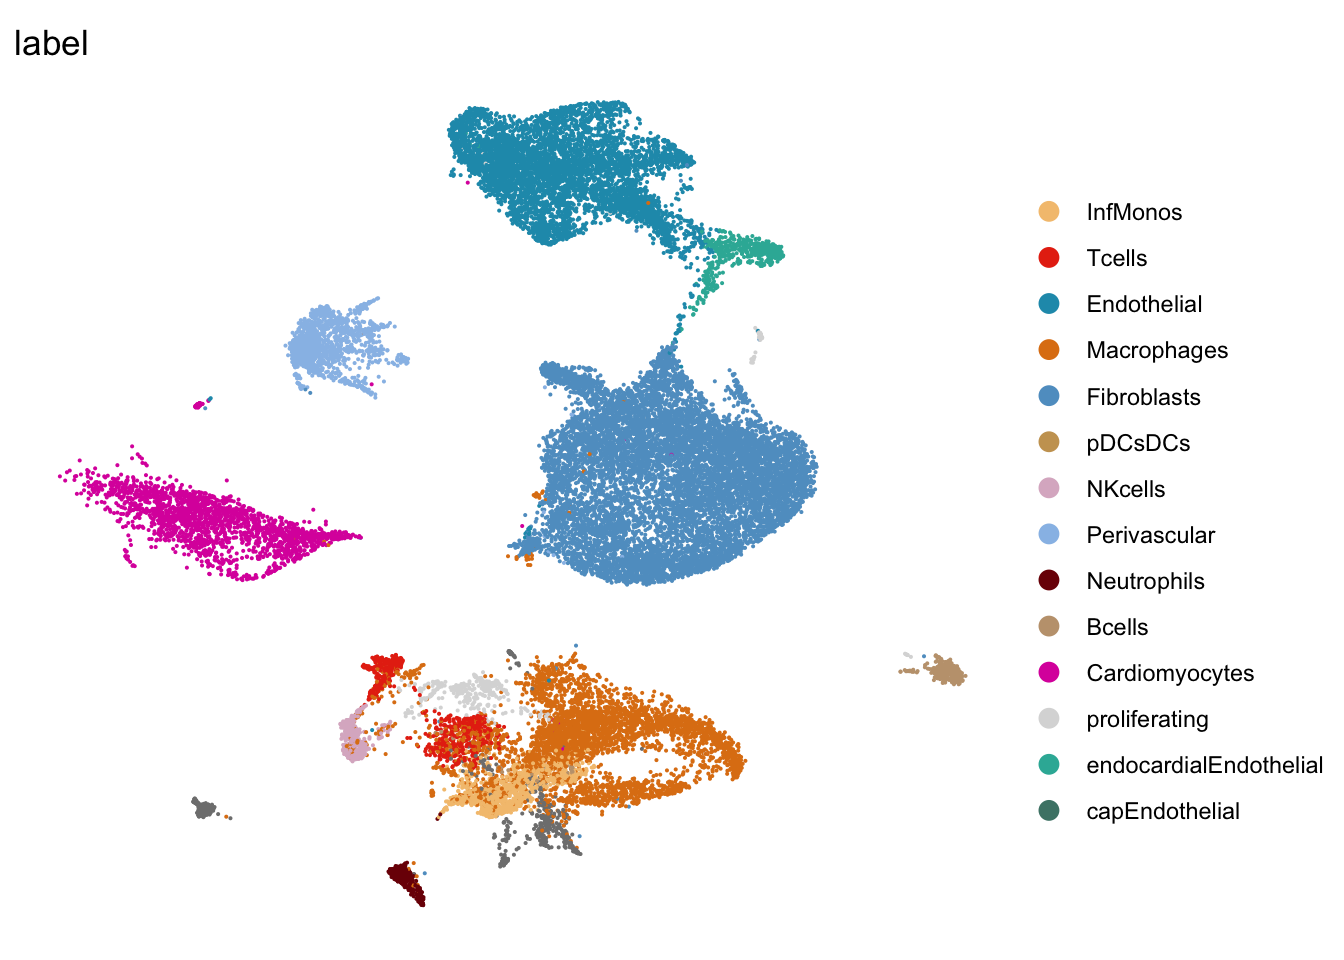 label
InfMonos
Tcells
Endothelial
Macrophages
Fibroblasts
pDCsDCs
NKcells
Perivascular
Neutrophils
Bcells
Cardiomyocytes
proliferating
endocardialEndothelial
capEndothelial